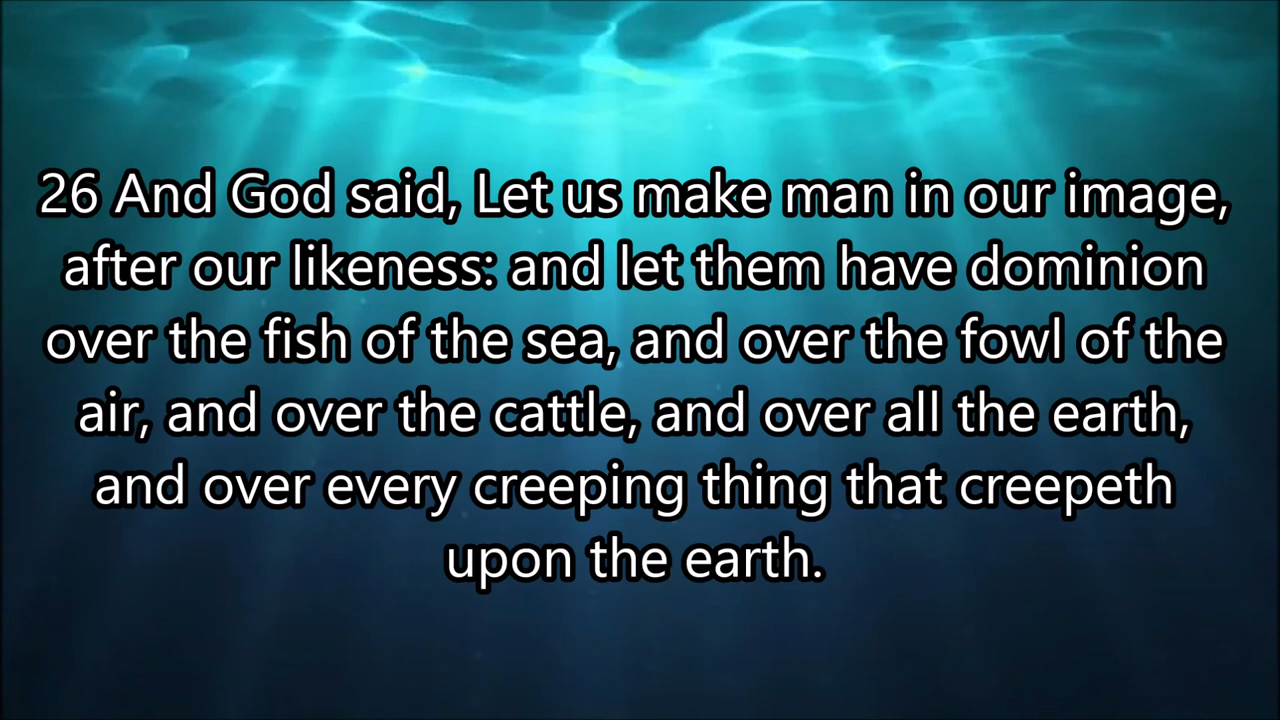 26 And God said, Let us make man in our image,
after our likeness: and let them have dominion
over the fish of the sea, and over the fowl of the
air, and over the cattle, and over all the earth,
and over every creeping thing that creepeth
upon the earth.